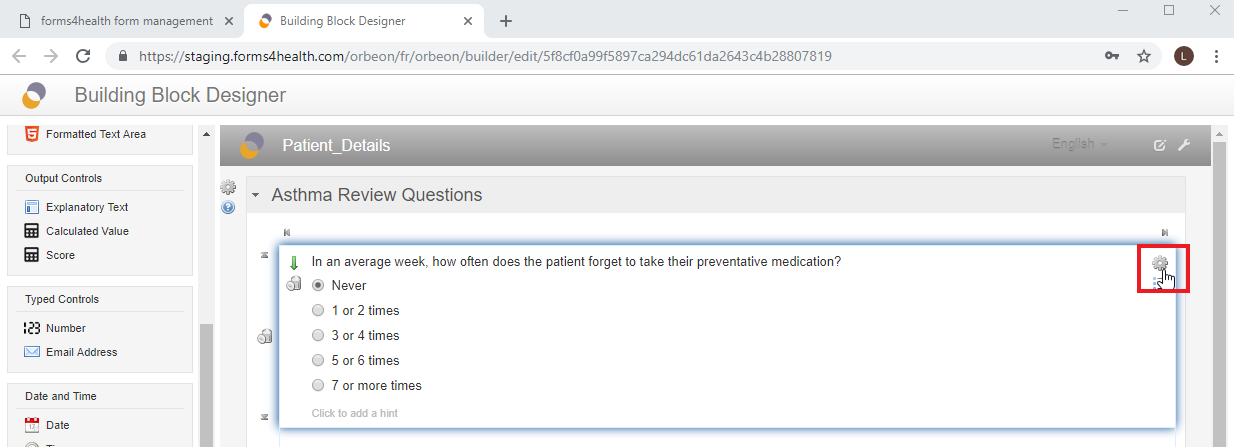 forms4health form management
Building Block Designer
https://staging.forms4health.com/orbeon/fr/orbeon/builder/edit/5f8cf0a99f5897ca294dc61da2643c4b28807819
L
Building Block Designer
Formatted Text Area
Output Controls
Explanatory Text
Calculated Value
Score
Typed Controls
123 Number
Email Address
Date and Time
Date
Patient_Details
English
Asthma Review Questions
In an average week, how often does the patient forget to take their preventative medication?
Never
1 or 2 times
3 or 4 times
5 or 6 times
7 or more times
Click to add a hint